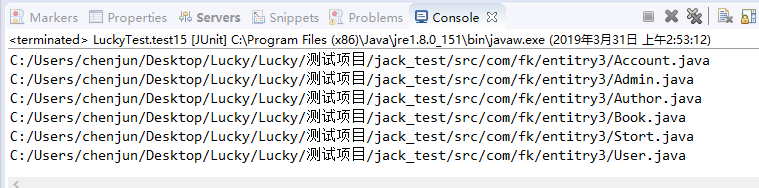 Markers Properties Servers Snippets Problems Console
<terminated> LuckyTest.test15 [JUnit] C:\Program Files (x86)\Java\jre1.8.0_151\bin\javaw.exe (2019年3月31日 上午2:53:12)
C:/Users/chenjun/Desktop/Lucky/Lucky/测试项目/jack_test/src/com/fk/entitry3/Account.java
C:/Users/chenjun/Desktop/Lucky/Lucky/测试项目/jack_test/src/com/fk/entitry3/Admin.java
C:/Users/chenjun/Desktop/Lucky/Lucky/测试项目/jack_test/src/com/fk/entitry3/Author.java
C:/Users/chenjun/Desktop/Lucky/Lucky/测试项目/jack_test/src/com/fk/entitry3/Book.java
C:/Users/chenjun/Desktop/Lucky/Lucky/测试项目/jack_test/src/com/fk/entitry3/Stort.java
C:/Users/chenjun/Desktop/Lucky/Lucky/测试项目/jack_test/src/com/fk/entitry3/User.java